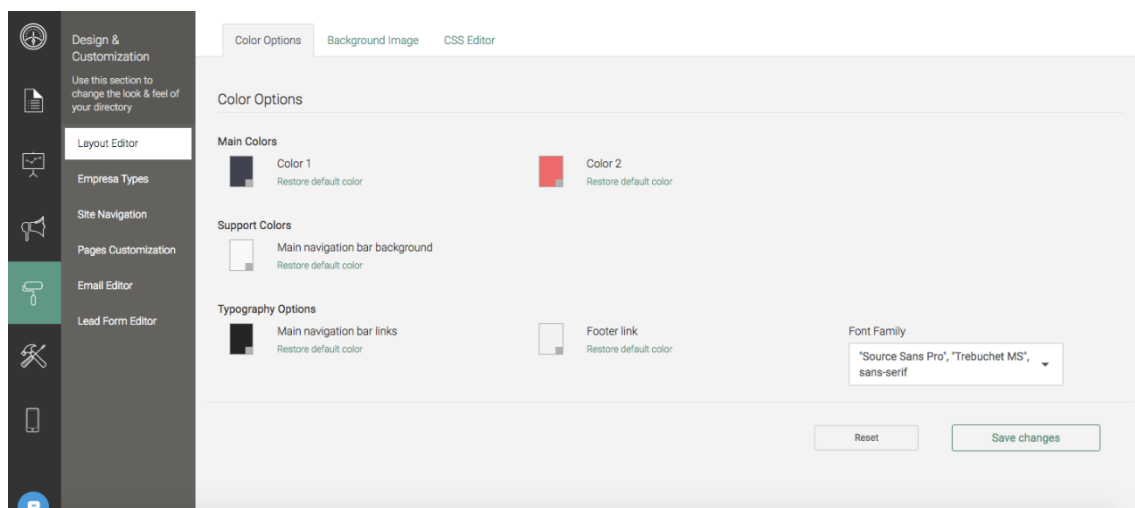 Design &
Customization
Use this section to
change the look & feel of
your directory
Layout Editor
Empresa Types
Site Navigation
Pages Customization
Email Editor
Lead Form Editor
Color Options
Background Image
CSS Editor
Color Options
Main Colors
Color 1
Restore default color
Color 2
Restore default color
Support Colors
Main navigation bar background
Restore default color
Typography Options
Main navigation bar links
Restore default color
Footer link
Restore default color
Font Family
"Source Sans Pro", "Trebuchet MS",
sans-serif
Reset
Save changes